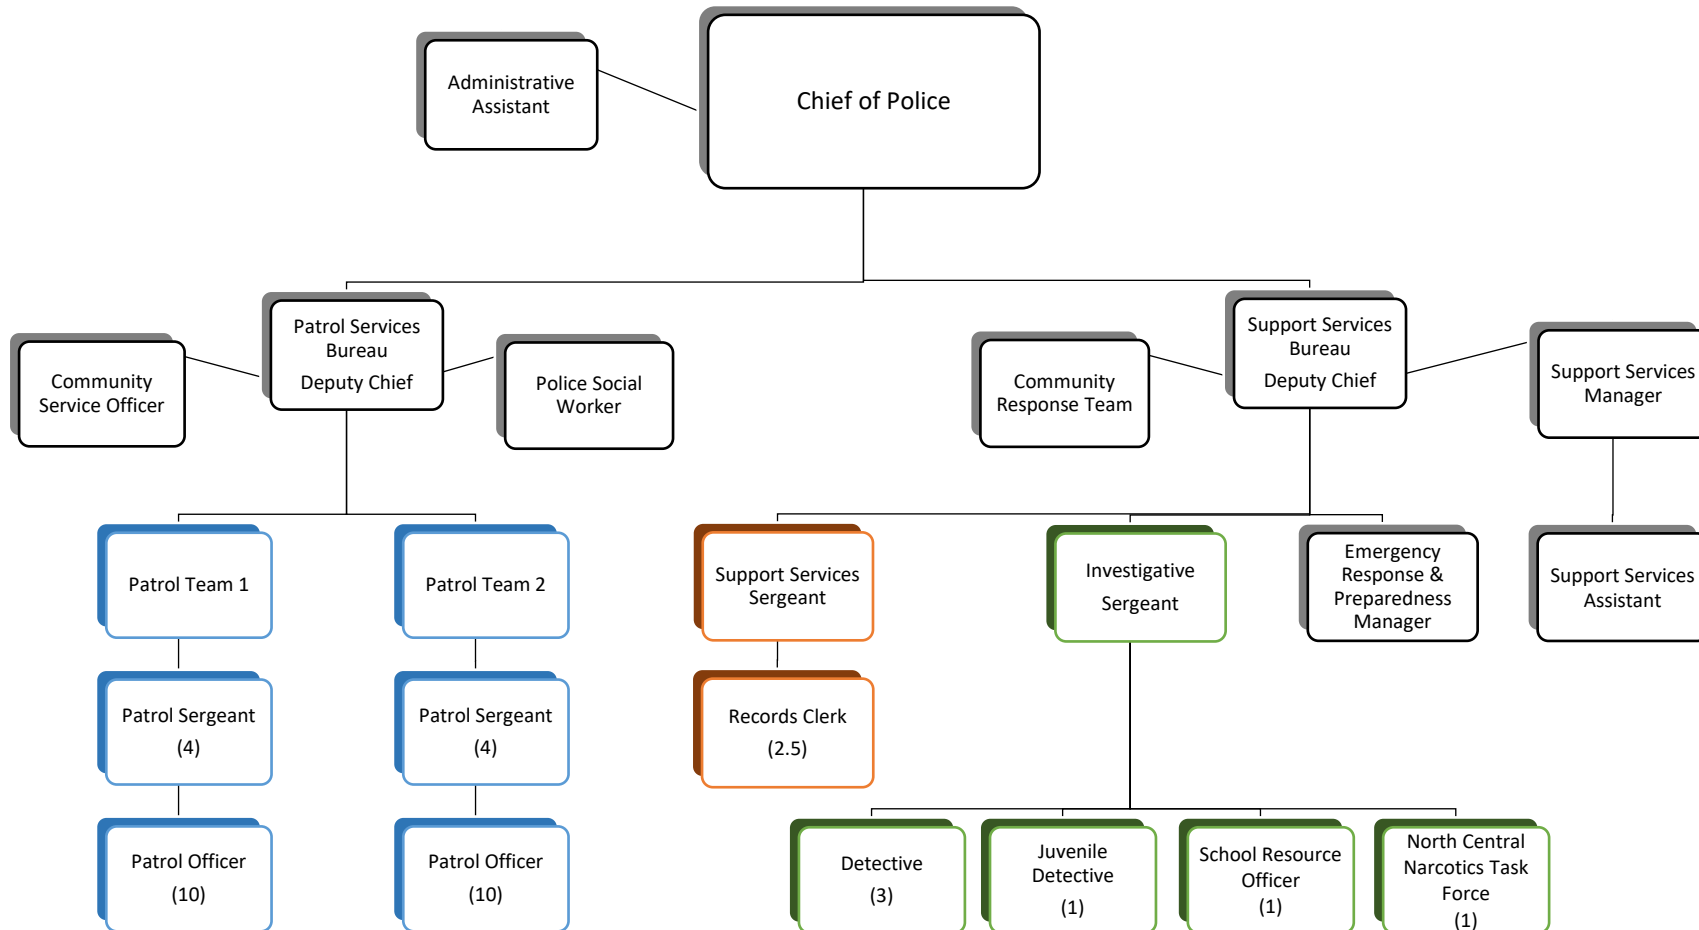 Administrative
Assistant
Chief of Police
Patrol Services
Bureau
Deputy Chief
Support Services
Bureau
Deputy Chief
Community
Service Officer
Police Social
Worker
Community
Response Team
Support Services
Manager
Patrol Team 1
Patrol Team 2
Support Services
Sergeant
Investigative
Sergeant
Emergency
Response &
Preparedness
Manager
Support Services
Assistant
Patrol Sergeant
(4)
Patrol Sergeant
(4)
Records Clerk
(2.5)
Patrol Officer
(10)
Patrol Officer
(10)
Detective
(3)
Juvenile
Detective
(1)
School Resource
Officer
(1)
North Central
Narcotics Task
Force
(1)